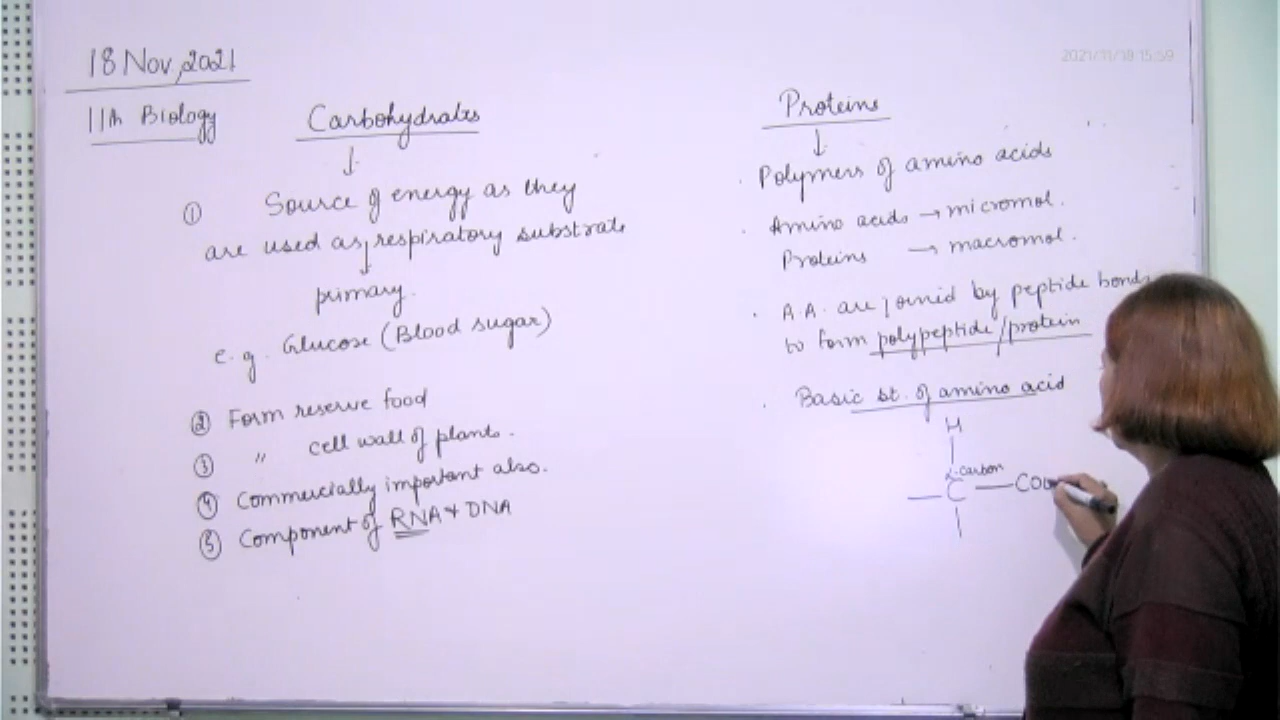 18 Nov, 2021
2021/11/18 15:59
11th Biology
Carbohydrates
① Source of energy as they
are used as respiratory substrate
primary.
e.g. Glucose (Blood sugar)
② Form reserve food
③ " cell wall of plants.
④ Commercially important also.
⑤ Component of RNA & DNA
Proteins
Polymers of amino acids
Amino acids → micromol.
Proteins → macromol.
A.A. are joined by peptide bonds
to form polypeptide/protein
Basic st. of amino acid
H
α-carbon
— C — COO